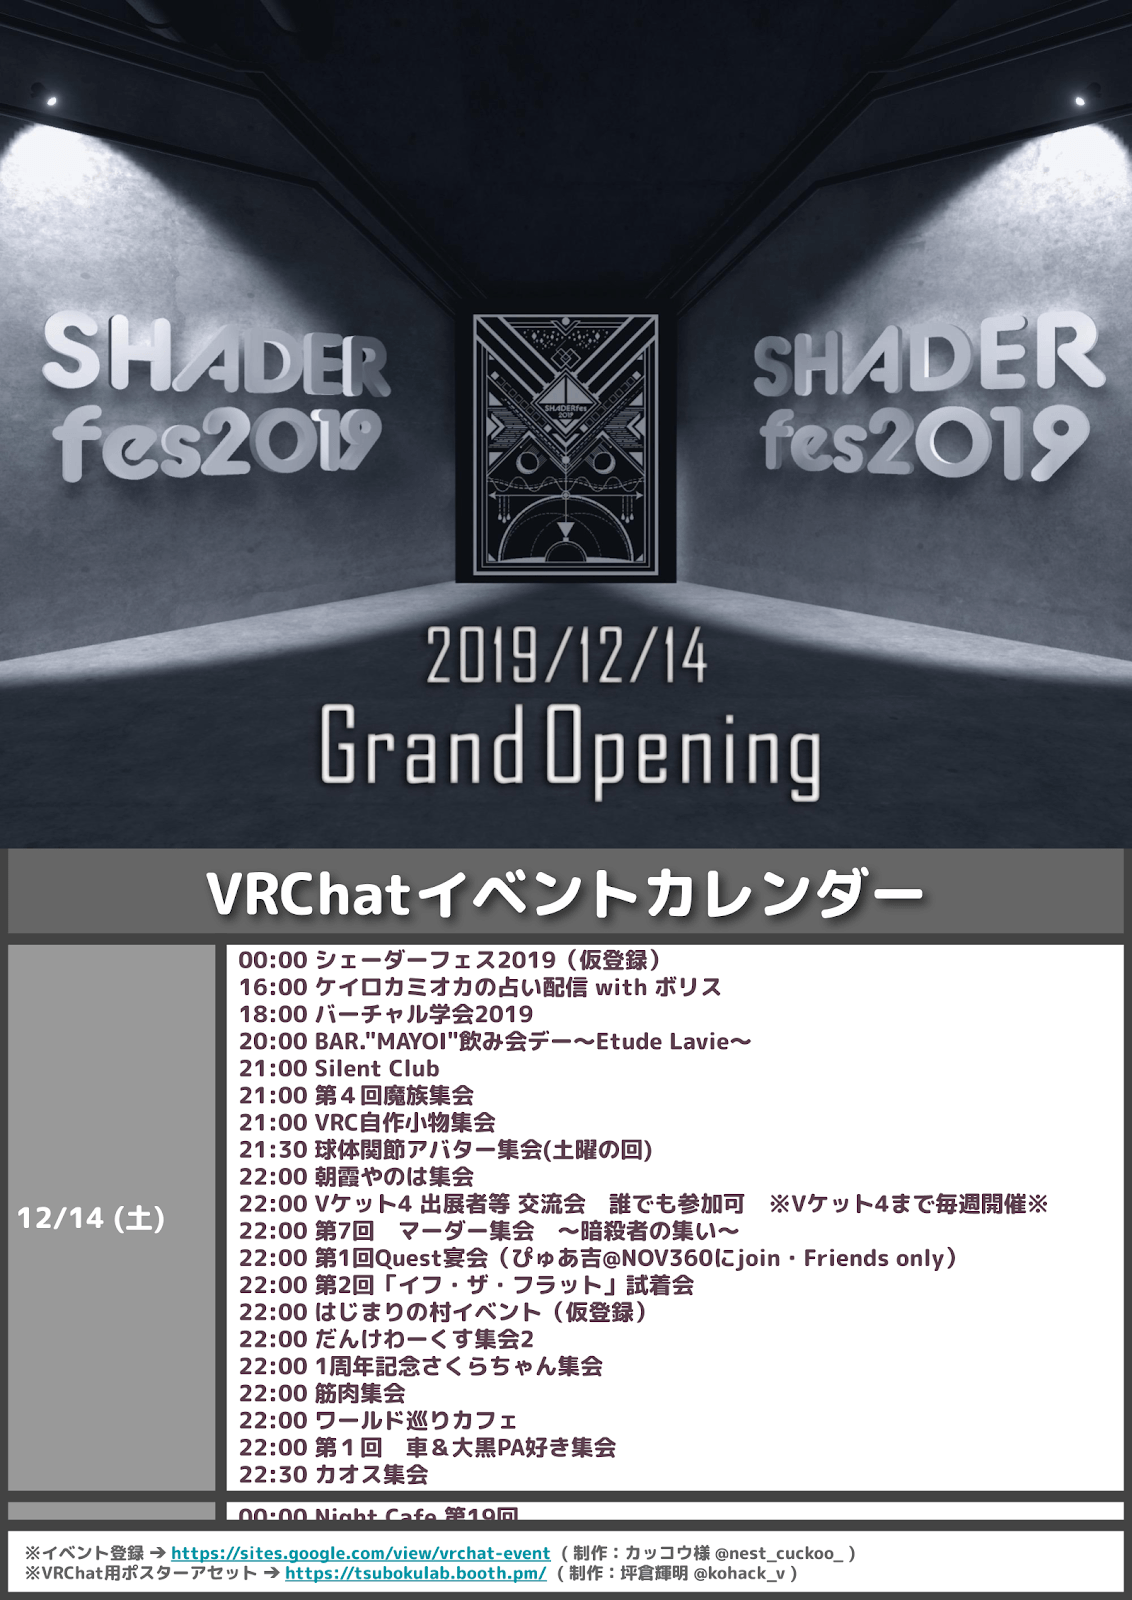 SHADER
fes2019
SHADER
fes2019
SHADERfes
2019
2019/12/14
Grand Opening
VRChatイベントカレンダー
12/14 (土)
00:00 シェーダーフェス2019（仮登録）
16:00 ケイロカミオカの占い配信 with ボリス
18:00 バーチャル学会2019
20:00 BAR."MAYOI"飲み会デー～Etude Lavie～
21:00 Silent Club
21:00 第４回魔族集会
21:00 VRC自作小物集会
21:30 球体関節アバター集会(土曜の回)
22:00 朝霞やのは集会
22:00 Vケット4 出展者等 交流会　誰でも参加可　※Vケット4まで毎週開催※
22:00 第7回　マーダー集会　～暗殺者の集い～
22:00 第1回Quest宴会（ぴゅあ吉@NOV360にjoin・Friends only）
22:00 第2回「イフ・ザ・フラット」試着会
22:00 はじまりの村イベント（仮登録）
22:00 だんけわーくす集会2
22:00 1周年記念さくらちゃん集会
22:00 筋肉集会
22:00 ワールド巡りカフェ
22:00 第１回　車＆大黒PA好き集会
22:30 カオス集会
00:00 Night Cafe 第19回
※イベント登録 → https://sites.google.com/view/vrchat-event （制作：カッコウ様 @nest_cuckoo_）
※VRChat用ポスターアセット → https://tsubokulab.booth.pm/ （制作：坪倉輝明 @kohack_v）